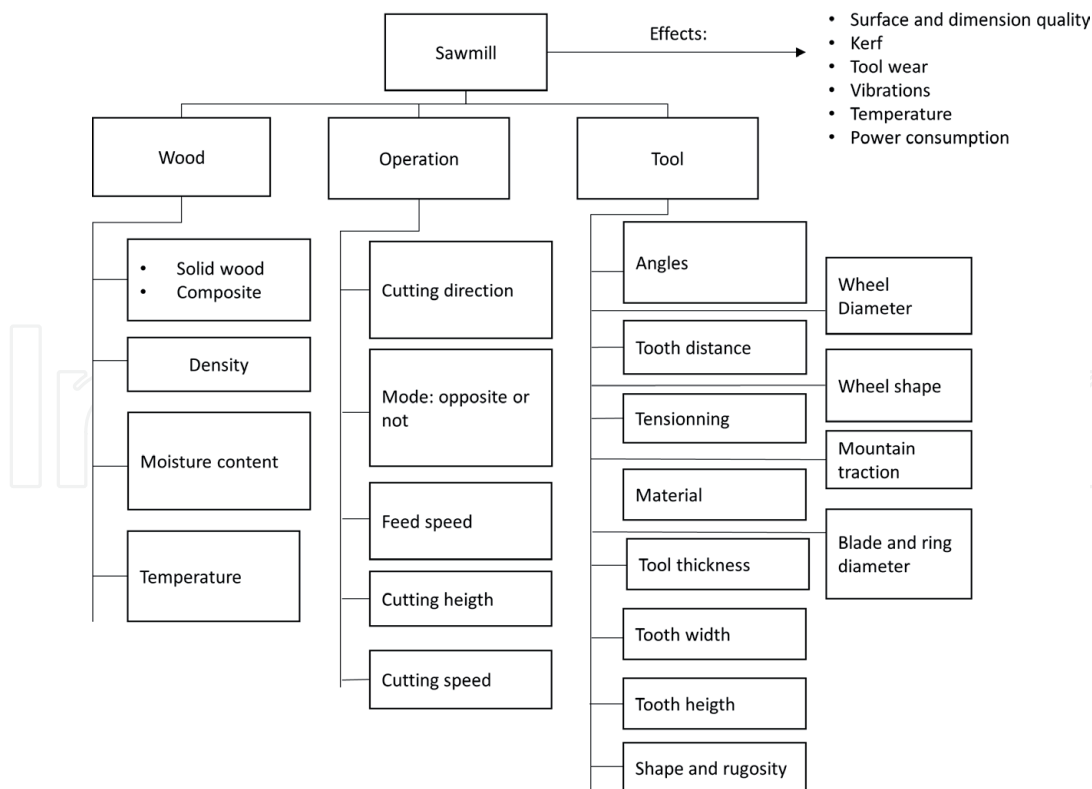 Sawmill
Effects:
• Surface and dimension quality
• Kerf
• Tool wear
• Vibrations
• Temperature
• Power consumption
Wood
Operation
Tool
• Solid wood
• Composite
Density
Moisture content
Temperature
Cutting direction
Mode: opposite or
not
Feed speed
Cutting heigth
Cutting speed
Angles
Tooth distance
Tensionning
Material
Tool thickness
Tooth width
Tooth heigth
Shape and rugosity
Wheel
Diameter
Wheel shape
Mountain
traction
Blade and ring
diameter